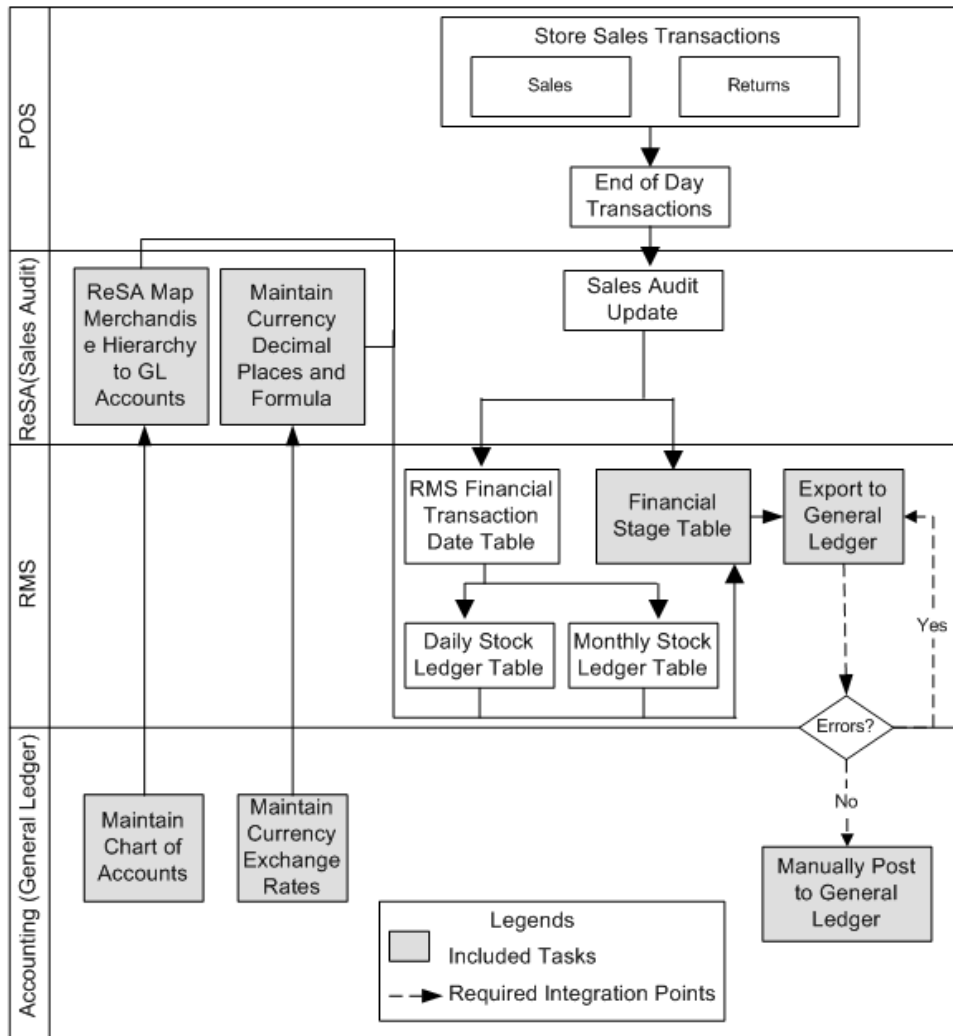 POS
Store Sales Transactions
Sales
Returns
End of Day
Transactions
ReSA(Sales Audit)
ReSA Map
Merchandis
e Hierarchy
to GL
Accounts
Maintain
Currency
Decimal
Places and
Formula
Sales Audit
Update
RMS
RMS Financial
Transaction
Date Table
Financial
Stage Table
Export to
General
Ledger
Daily Stock
Ledger Table
Monthly Stock
Ledger Table
Yes
Errors?
Accounting (General Ledger)
Maintain
Chart of
Accounts
Maintain
Currency
Exchange
Rates
No
Manually Post
to General
Ledger
Legends
Included Tasks
Required Integration Points